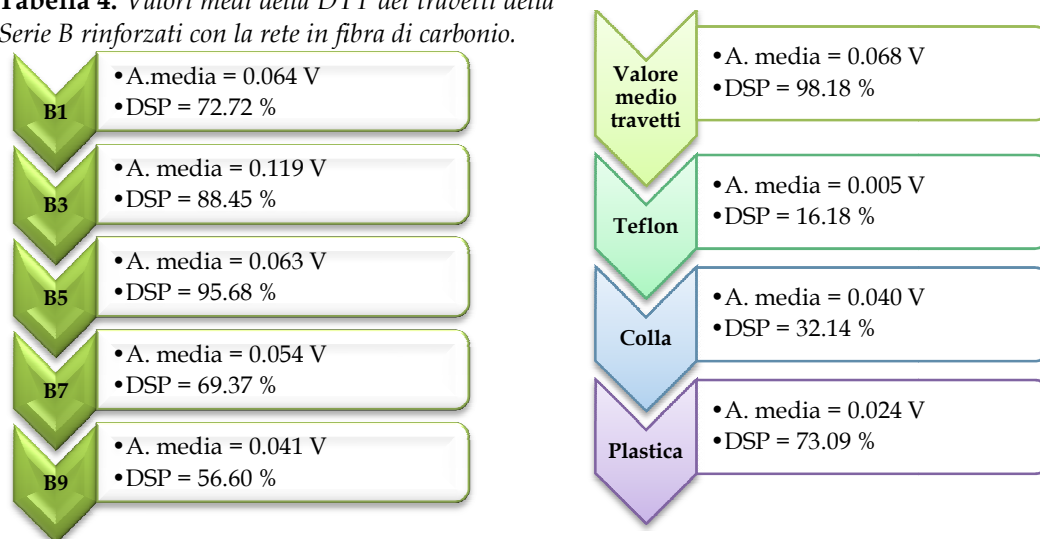 Tabella 4. Valori medi della DTT dei travetti della
Serie B rinforzati con la rete in fibra di carbonio.
B1
•A.media = 0.064 V
•DSP = 72.72 %
B3
•A. media = 0.119 V
•DSP = 88.45 %
B5
•A. media = 0.063 V
•DSP = 95.68 %
B7
•A. media = 0.054 V
•DSP = 69.37 %
B9
•A. media = 0.041 V
•DSP = 56.60 %
Valore
medio
travetti
•A. media = 0.068 V
•DSP = 98.18 %
Teflon
•A. media = 0.005 V
•DSP = 16.18 %
Colla
•A. media = 0.040 V
•DSP = 32.14 %
Plastica
•A. media = 0.024 V
•DSP = 73.09 %